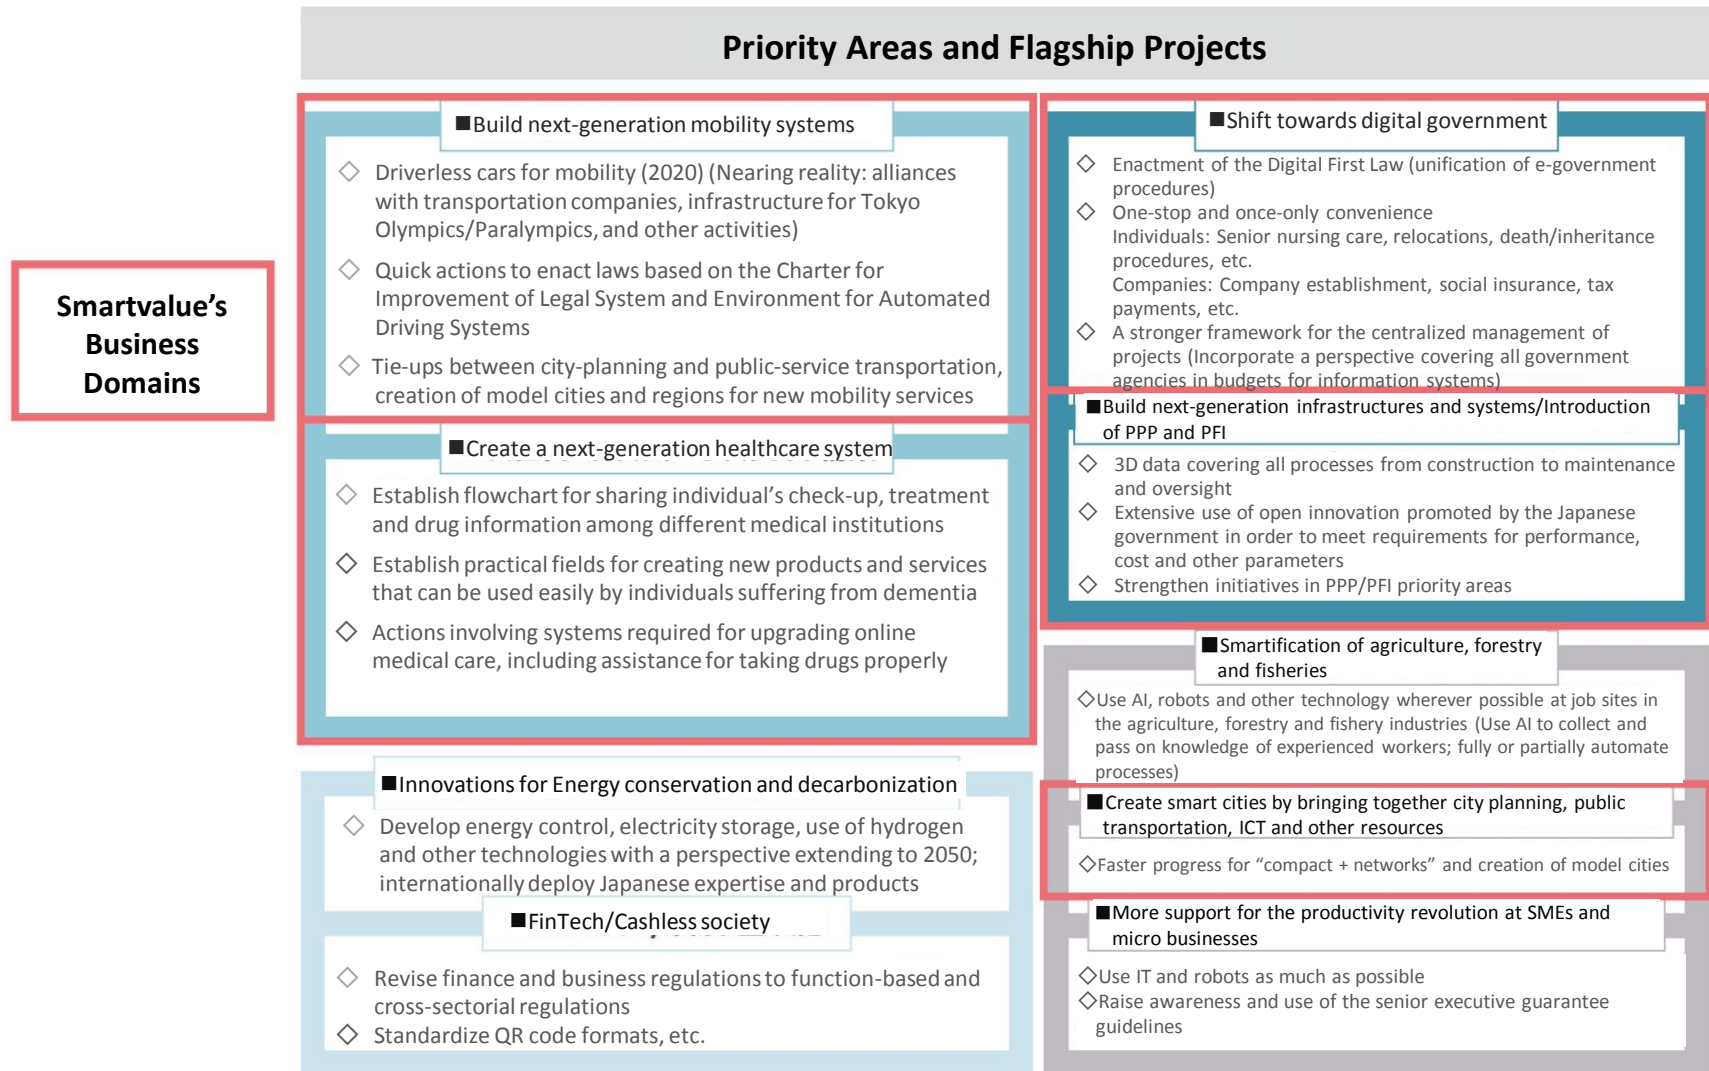 Priority Areas and Flagship Projects
Smartvalue's
Business
Domains
■Build next-generation mobility systems
◇ Driverless cars for mobility (2020) (Nearing reality: alliances
with transportation companies, infrastructure for Tokyo
Olympics/Paralympics, and other activities)
◇ Quick actions to enact laws based on the Charter for
Improvement of Legal System and Environment for Automated
Driving Systems
◇ Tie-ups between city-planning and public-service transportation,
creation of model cities and regions for new mobility services
■Create a next-generation healthcare system
◇ Establish flowchart for sharing individual's check-up, treatment
and drug information among different medical institutions
◇ Establish practical fields for creating new products and services
that can be used easily by individuals suffering from dementia
◇ Actions involving systems required for upgrading online
medical care, including assistance for taking drugs properly
■Innovations for Energy conservation and decarbonization
◇ Develop energy control, electricity storage, use of hydrogen
and other technologies with a perspective extending to 2050;
internationally deploy Japanese expertise and products
■FinTech/Cashless society
◇ Revise finance and business regulations to function-based and
cross-sectorial regulations
◇ Standardize QR code formats, etc.
■Shift towards digital government
◇ Enactment of the Digital First Law (unification of e-government
procedures)
◇ One-stop and once-only convenience
Individuals: Senior nursing care, relocations, death/inheritance
procedures, etc.
Companies: Company establishment, social insurance, tax
payments, etc.
◇ A stronger framework for the centralized management of
projects (Incorporate a perspective covering all government
agencies in budgets for information systems)
■Build next-generation infrastructures and systems/Introduction
of PPP and PFI
◇ 3D data covering all processes from construction to maintenance
and oversight
◇ Extensive use of open innovation promoted by the Japanese
government in order to meet requirements for performance,
cost and other parameters
◇ Strengthen initiatives in PPP/PFI priority areas
■Smartification of agriculture, forestry
and fisheries
◇Use AI, robots and other technology wherever possible at job sites in
the agriculture, forestry and fishery industries (Use AI to collect and
pass on knowledge of experienced workers; fully or partially automate
processes)
■Create smart cities by bringing together city planning, public
transportation, ICT and other resources
◇Faster progress for “compact + networks” and creation of model cities
■More support for the productivity revolution at SMEs and
micro businesses
◇Use IT and robots as much as possible
◇Raise awareness and use of the senior executive guarantee
guidelines